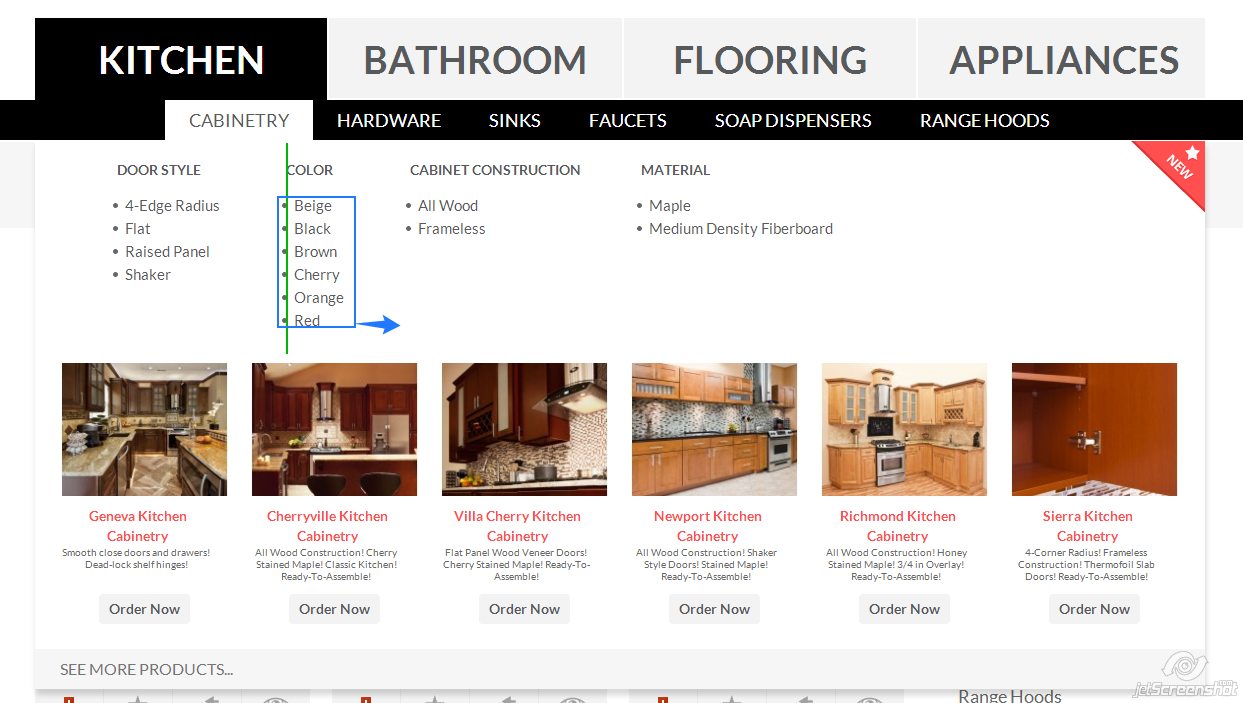 KITCHEN BATHROOM FLOORING APPLIANCES
CABINETRY HARDWARE SINKS FAUCETS SOAP DISPENSERS RANGE HOODS
DOOR STYLE COLOR CABINET CONSTRUCTION MATERIAL
NEW
• 4-Edge Radius • Beige • All Wood • Maple
• Flat • Black • Frameless • Medium Density Fiberboard
• Raised Panel • Brown
• Shaker • Cherry
• Orange
• Red
Geneva Kitchen Cherryville Kitchen Villa Cherry Kitchen Newport Kitchen Richmond Kitchen Sierra Kitchen
Cabinetry Cabinetry Cabinetry Cabinetry Cabinetry Cabinetry
Smooth close doors and drawers! All Wood Construction! Cherry Flat Panel Wood Veneer Doors! All Wood Construction! Shaker All Wood Construction! Honey 4-Corner Radius! Frameless
Dead-lock shelf hinges! Stained Maple! Classic Kitchen! Cherry Stained Maple! Ready-To- Style Doors! Stained Maple! Stained Maple! 3/4 in Overlay! Construction! Thermofoil Slab
Ready-To-Assemble! Assemble! Ready-To-Assemble! Ready-To-Assemble! Doors! Ready-To-Assemble!
Order Now Order Now Order Now Order Now Order Now Order Now
SEE MORE PRODUCTS...
Range Hoods
jetScreenshot.com